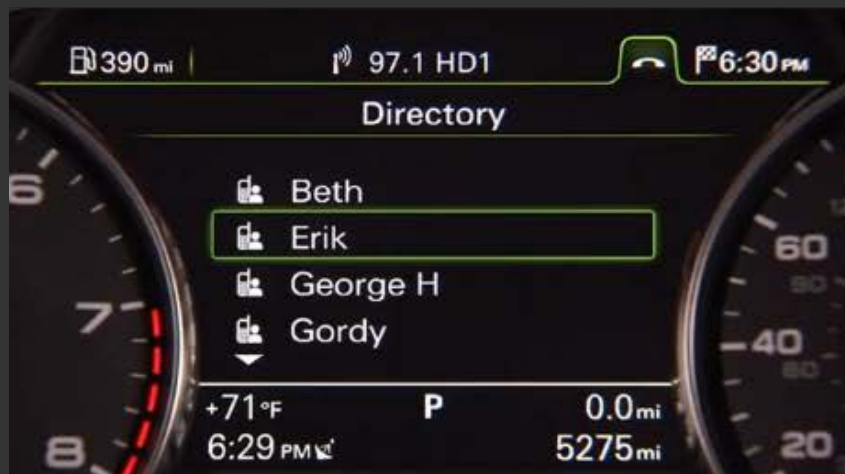 390 mi 97.1 HD1 6:30 PM
Directory
Beth
Erik
George H
Gordy
+71°F P 0.0 mi
6:29 PM 5275 mi
6
7
8
60
40
20